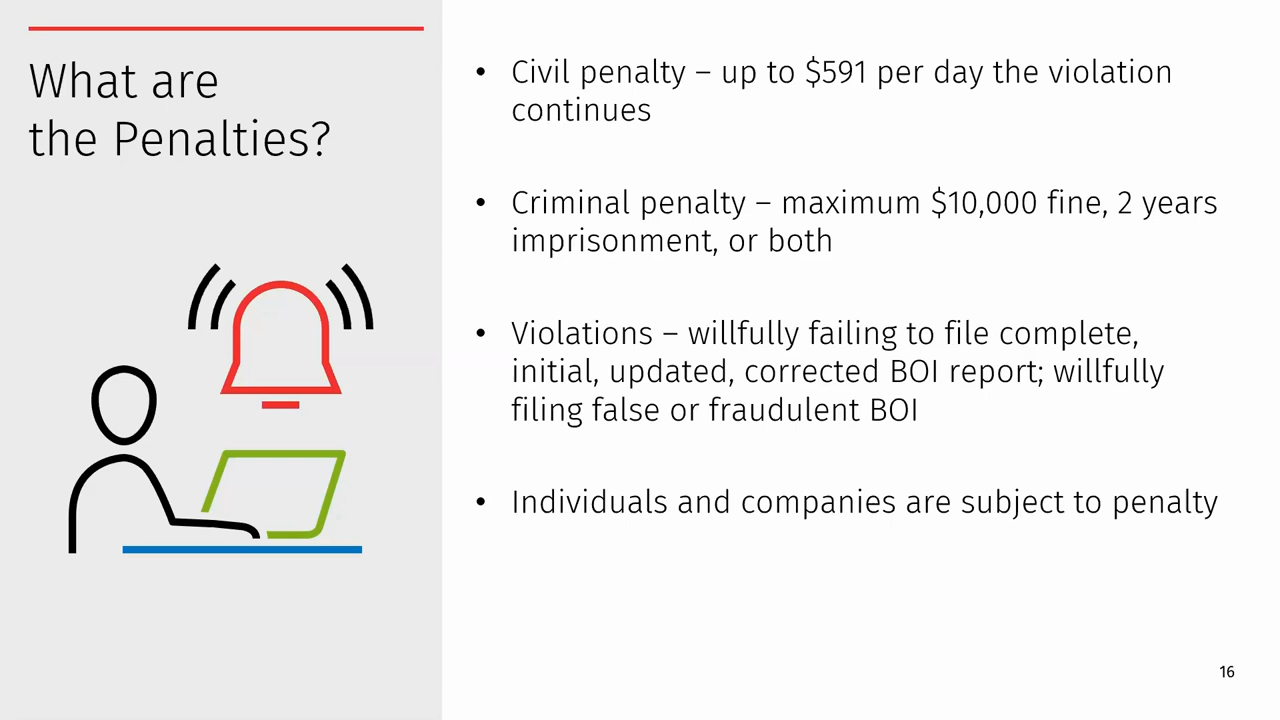 What are
the Penalties?
• Civil penalty – up to $591 per day the violation
continues
• Criminal penalty – maximum $10,000 fine, 2 years
imprisonment, or both
• Violations – willfully failing to file complete,
initial, updated, corrected BOI report; willfully
filing false or fraudulent BOI
• Individuals and companies are subject to penalty
16